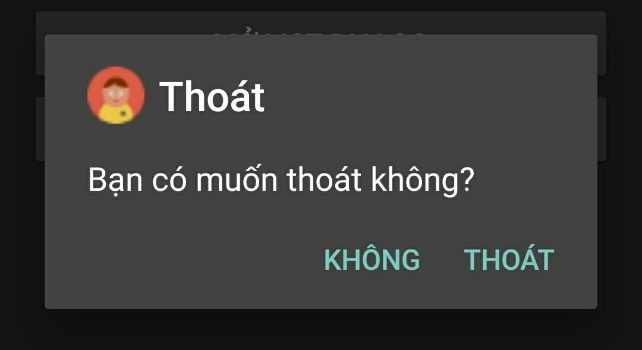 Thoát
Bạn có muốn thoát không?
KHÔNG THOÁT